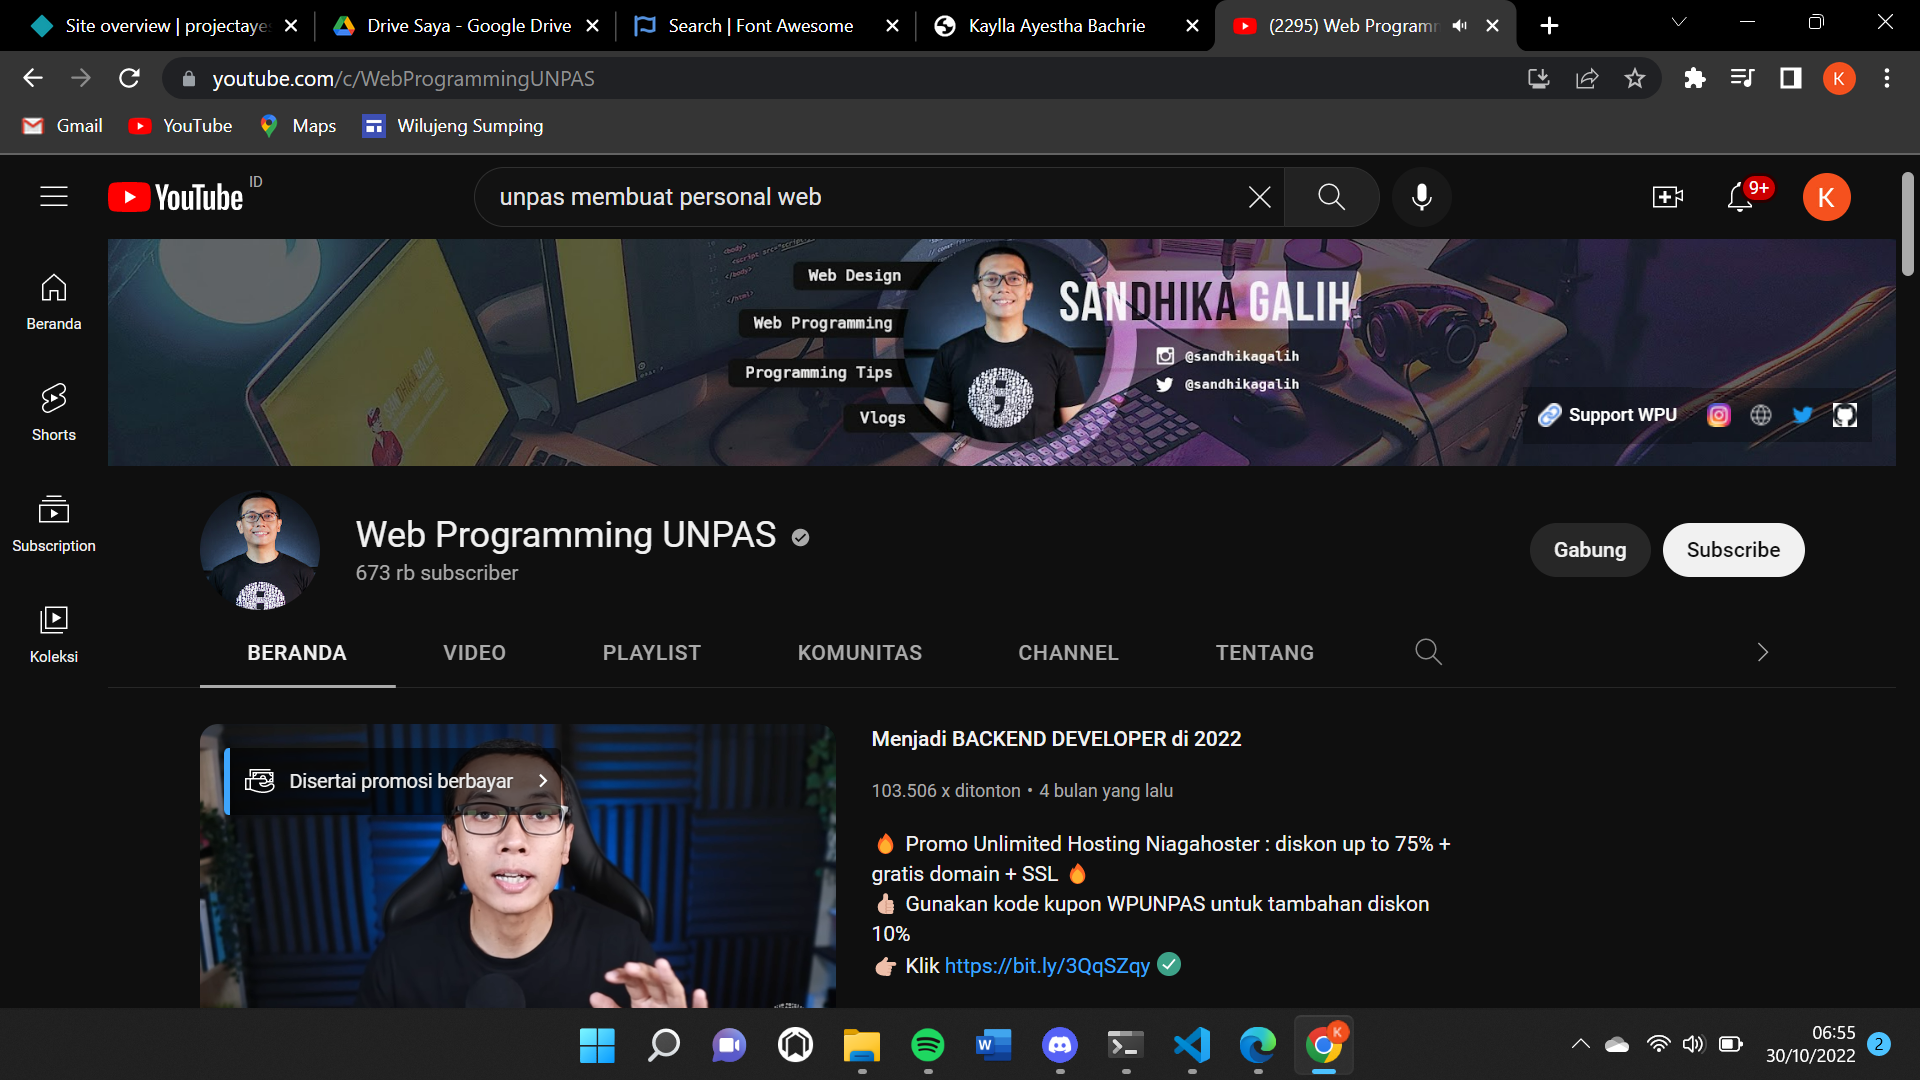 Site overview | projectaye
Drive Saya - Google Drive
Search | Font Awesome
Kaylla Ayestha Bachrie
(2295) Web Programm
youtube.com/c/WebProgrammingUNPAS
K
Gmail
YouTube
Maps
Wilujeng Sumping
YouTube
ID
unpas membuat personal web
9+
K
Beranda
Shorts
Subscription
Koleksi
Web Design
Web Programming
Programming Tips
Vlogs
SANDHIKA GALIH
@sandhikagalih
@sandhikagalih
Support WPU
Web Programming UNPAS
673 rb subscriber
Gabung
Subscribe
BERANDA
VIDEO
PLAYLIST
KOMUNITAS
CHANNEL
TENTANG
Disertai promosi berbayar
Menjadi BACKEND DEVELOPER di 2022
103.506 x ditonton • 4 bulan yang lalu
🔥 Promo Unlimited Hosting Niagahoster : diskon up to 75% +
gratis domain + SSL 🔥
👍🏻 Gunakan kode kupon WPUNPAS untuk tambahan diskon
10%
👉🏻 Klik https://bit.ly/3QqSZqy ✅
W
K
06:55
30/10/2022
2